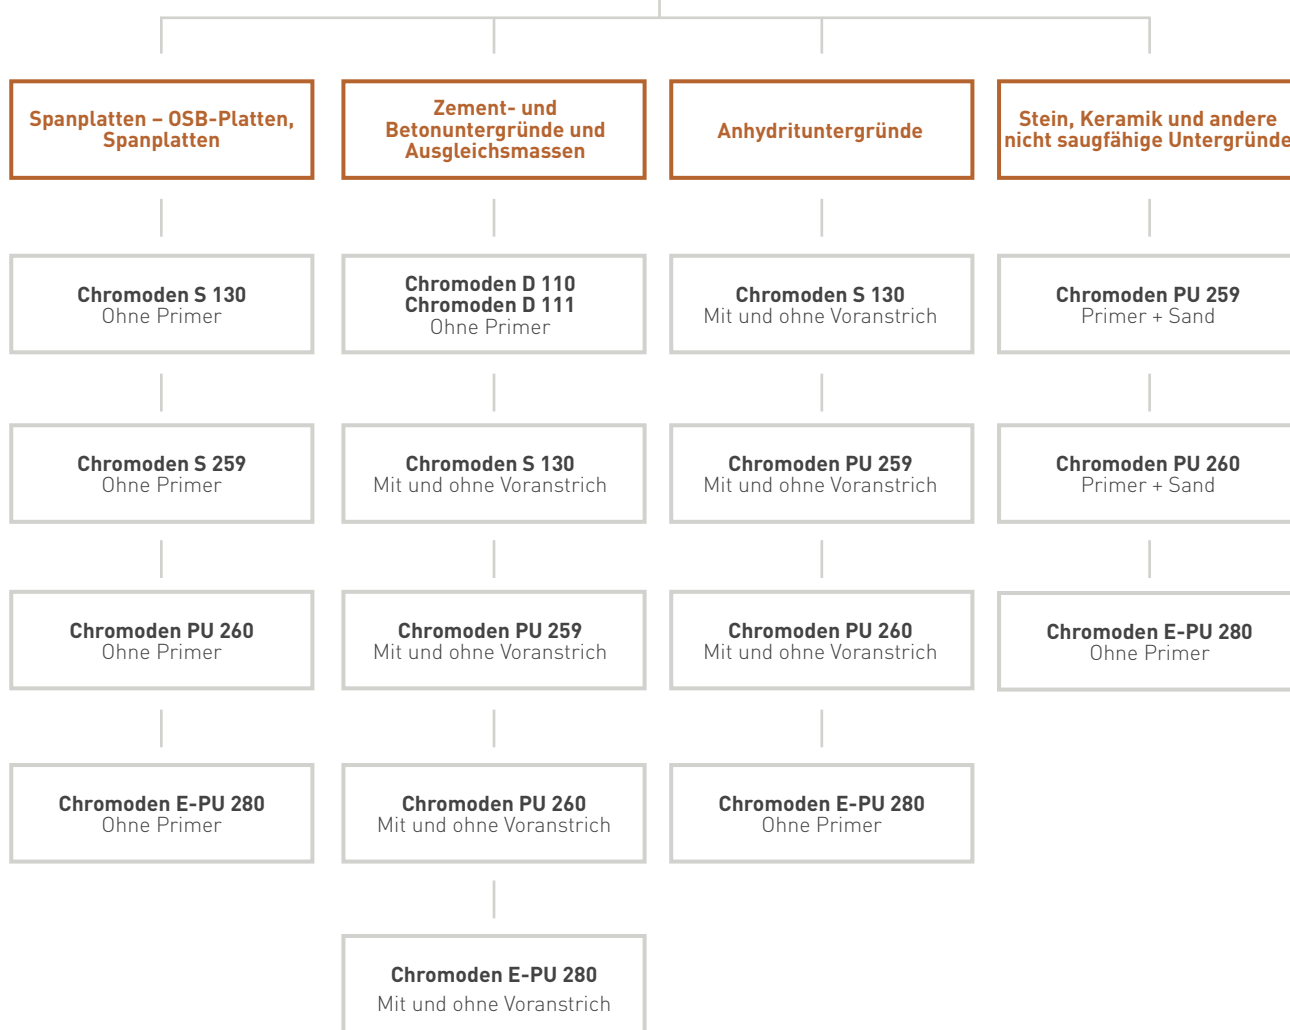 Spanplatten – OSB-Platten,
Spanplatten
Zement- und
Betonuntergründe und
Ausgleichsmassen
Anhydrituntergründe
Stein, Keramik und andere
nicht saugfähige Untergründe
Chromoden S 130
Ohne Primer
Chromoden D 110
Chromoden D 111
Ohne Primer
Chromoden S 130
Mit und ohne Voranstrich
Chromoden PU 259
Primer + Sand
Chromoden S 259
Ohne Primer
Chromoden S 130
Mit und ohne Voranstrich
Chromoden PU 259
Mit und ohne Voranstrich
Chromoden PU 260
Primer + Sand
Chromoden PU 260
Ohne Primer
Chromoden PU 259
Mit und ohne Voranstrich
Chromoden PU 260
Mit und ohne Voranstrich
Chromoden E-PU 280
Ohne Primer
Chromoden E-PU 280
Ohne Primer
Chromoden PU 260
Mit und ohne Voranstrich
Chromoden E-PU 280
Ohne Primer
Chromoden E-PU 280
Mit und ohne Voranstrich